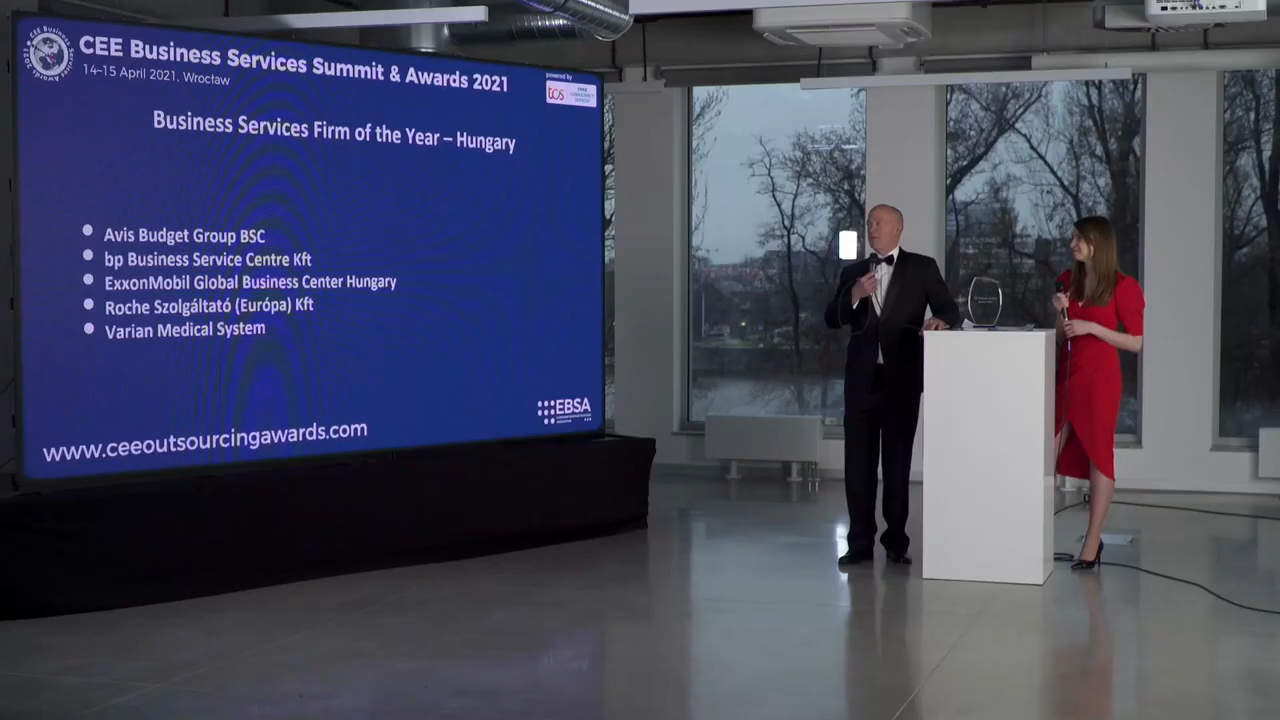 CEE Business Services Summit & Awards 2021
14-15 April 2021, Wrocław
powered by
tcs
Business Services Firm of the Year – Hungary
Avis Budget Group BSC
bp Business Service Centre Kft
ExxonMobil Global Business Center Hungary
Roche Szolgáltató (Európa) Kft
Varian Medical System
EBSA
www.ceeoutsourcingawards.com